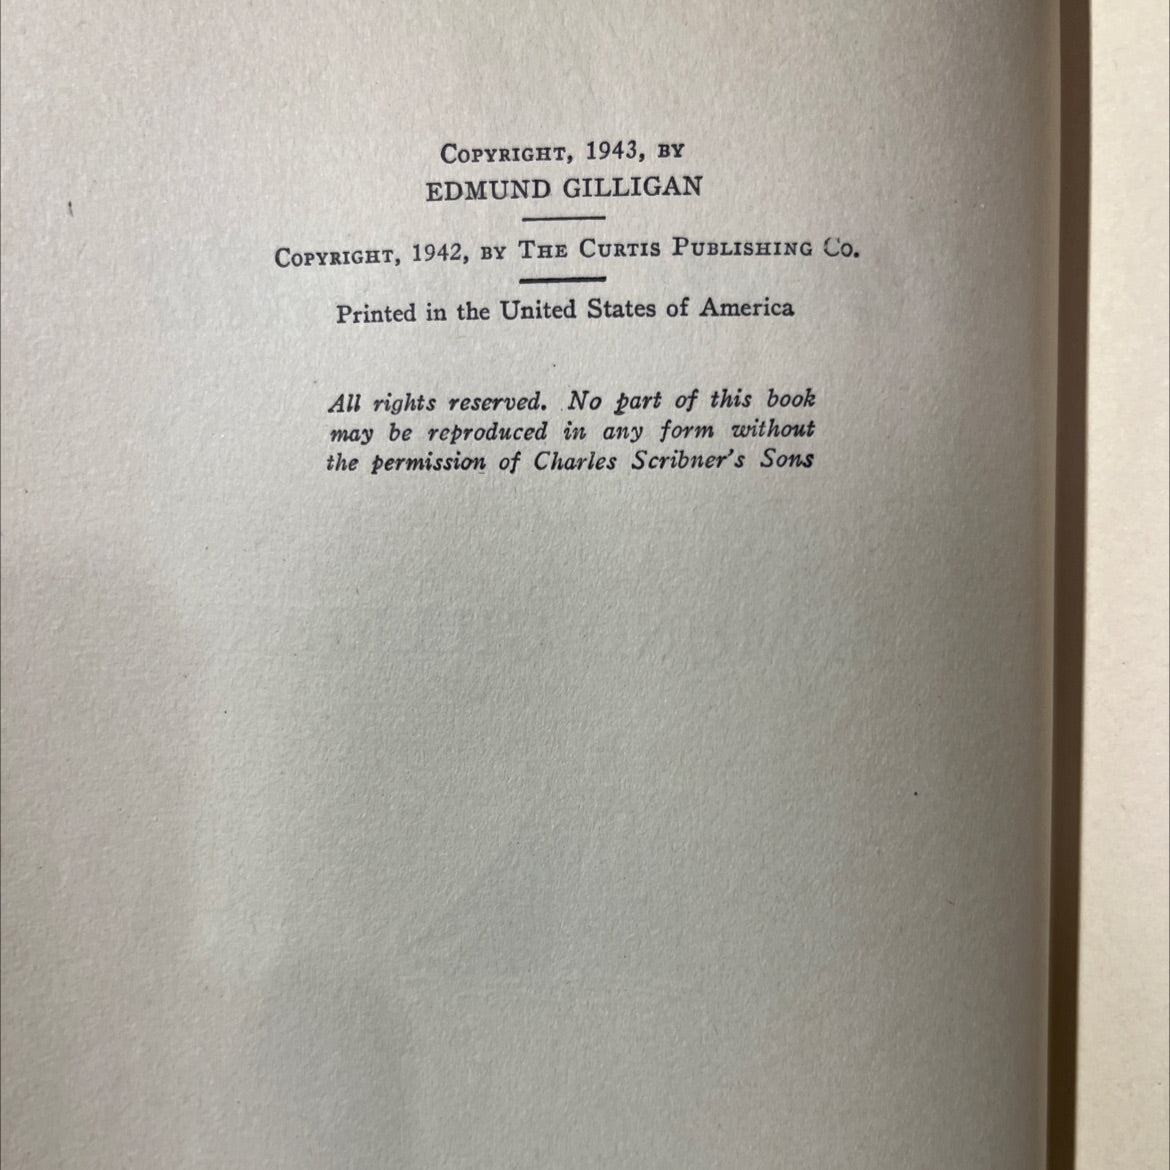 Copyright, 1943, by
EDMUND GILLIGAN
Copyright, 1942, by The Curtis Publishing Co.
Printed in the United States of America
All rights reserved. No part of this book
may be reproduced in any form without
the permission of Charles Scribner's Sons